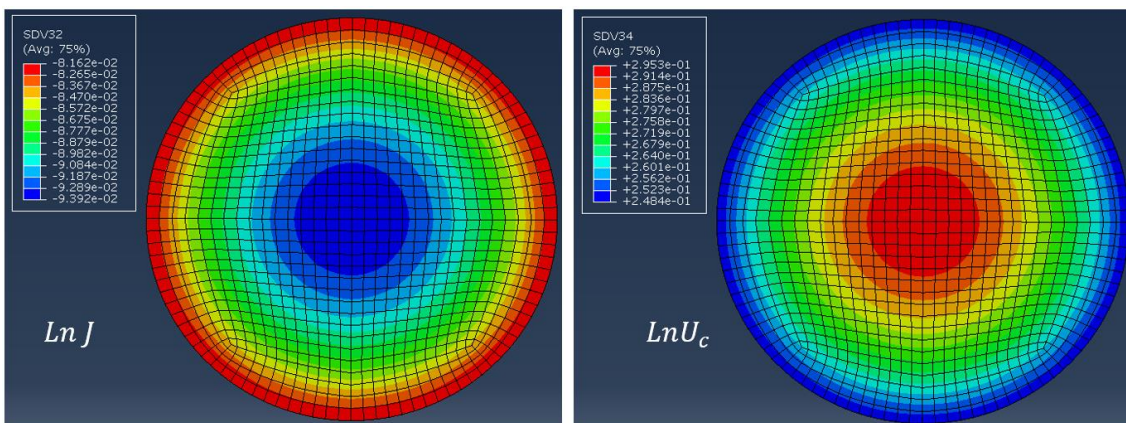 SDV32
(Avg: 75%)
-8.162e-02
-8.265e-02
-8.367e-02
-8.470e-02
-8.572e-02
-8.675e-02
-8.777e-02
-8.879e-02
-8.982e-02
-9.084e-02
-9.187e-02
-9.289e-02
-9.392e-02
Ln J
SDV34
(Avg: 75%)
+2.953e-01
+2.914e-01
+2.875e-01
+2.836e-01
+2.797e-01
+2.758e-01
+2.719e-01
+2.679e-01
+2.640e-01
+2.601e-01
+2.562e-01
+2.523e-01
+2.484e-01
LnU_c